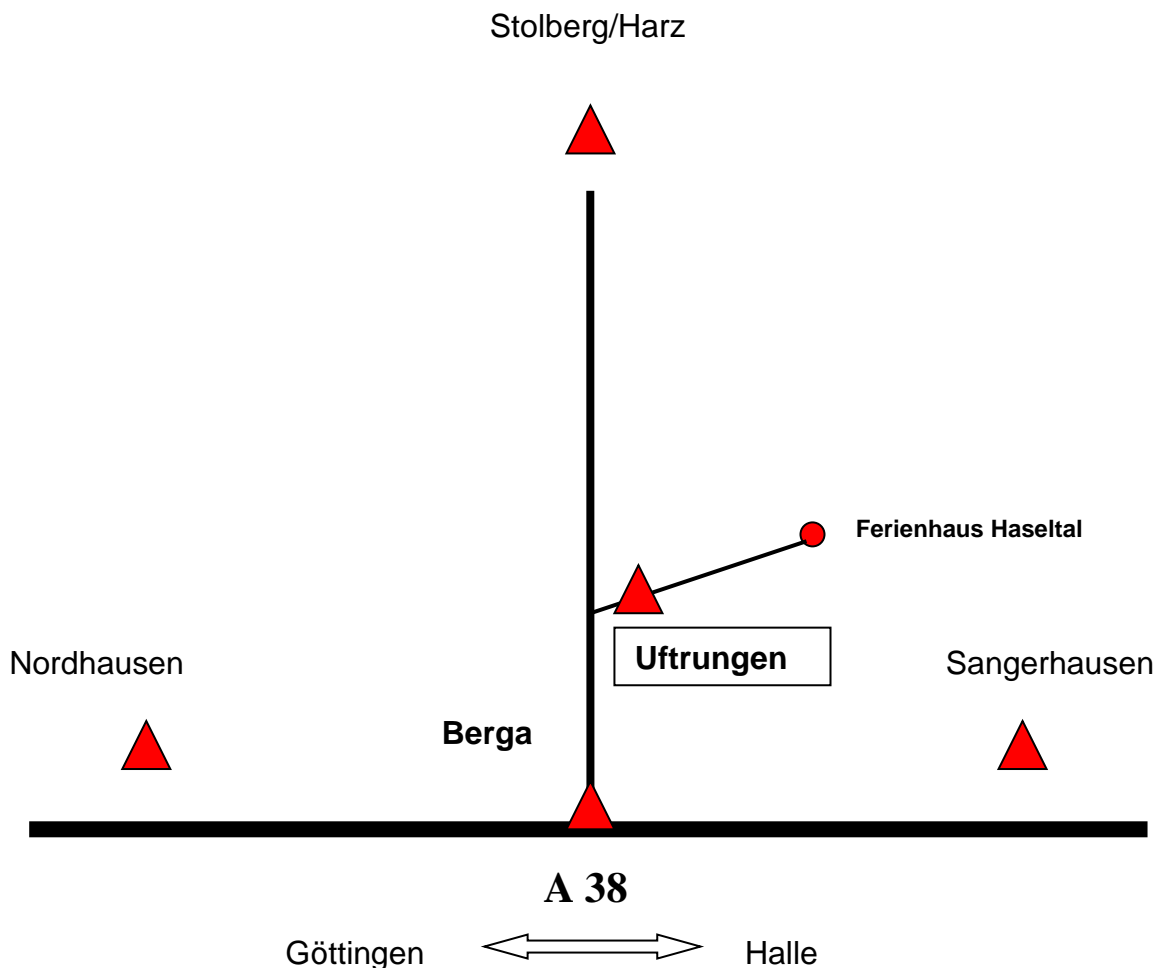 Stolberg/Harz
Ferienhaus Haseltal
Uftrungen
Nordhausen
Sangerhausen
Berga
A 38
Göttingen
Halle